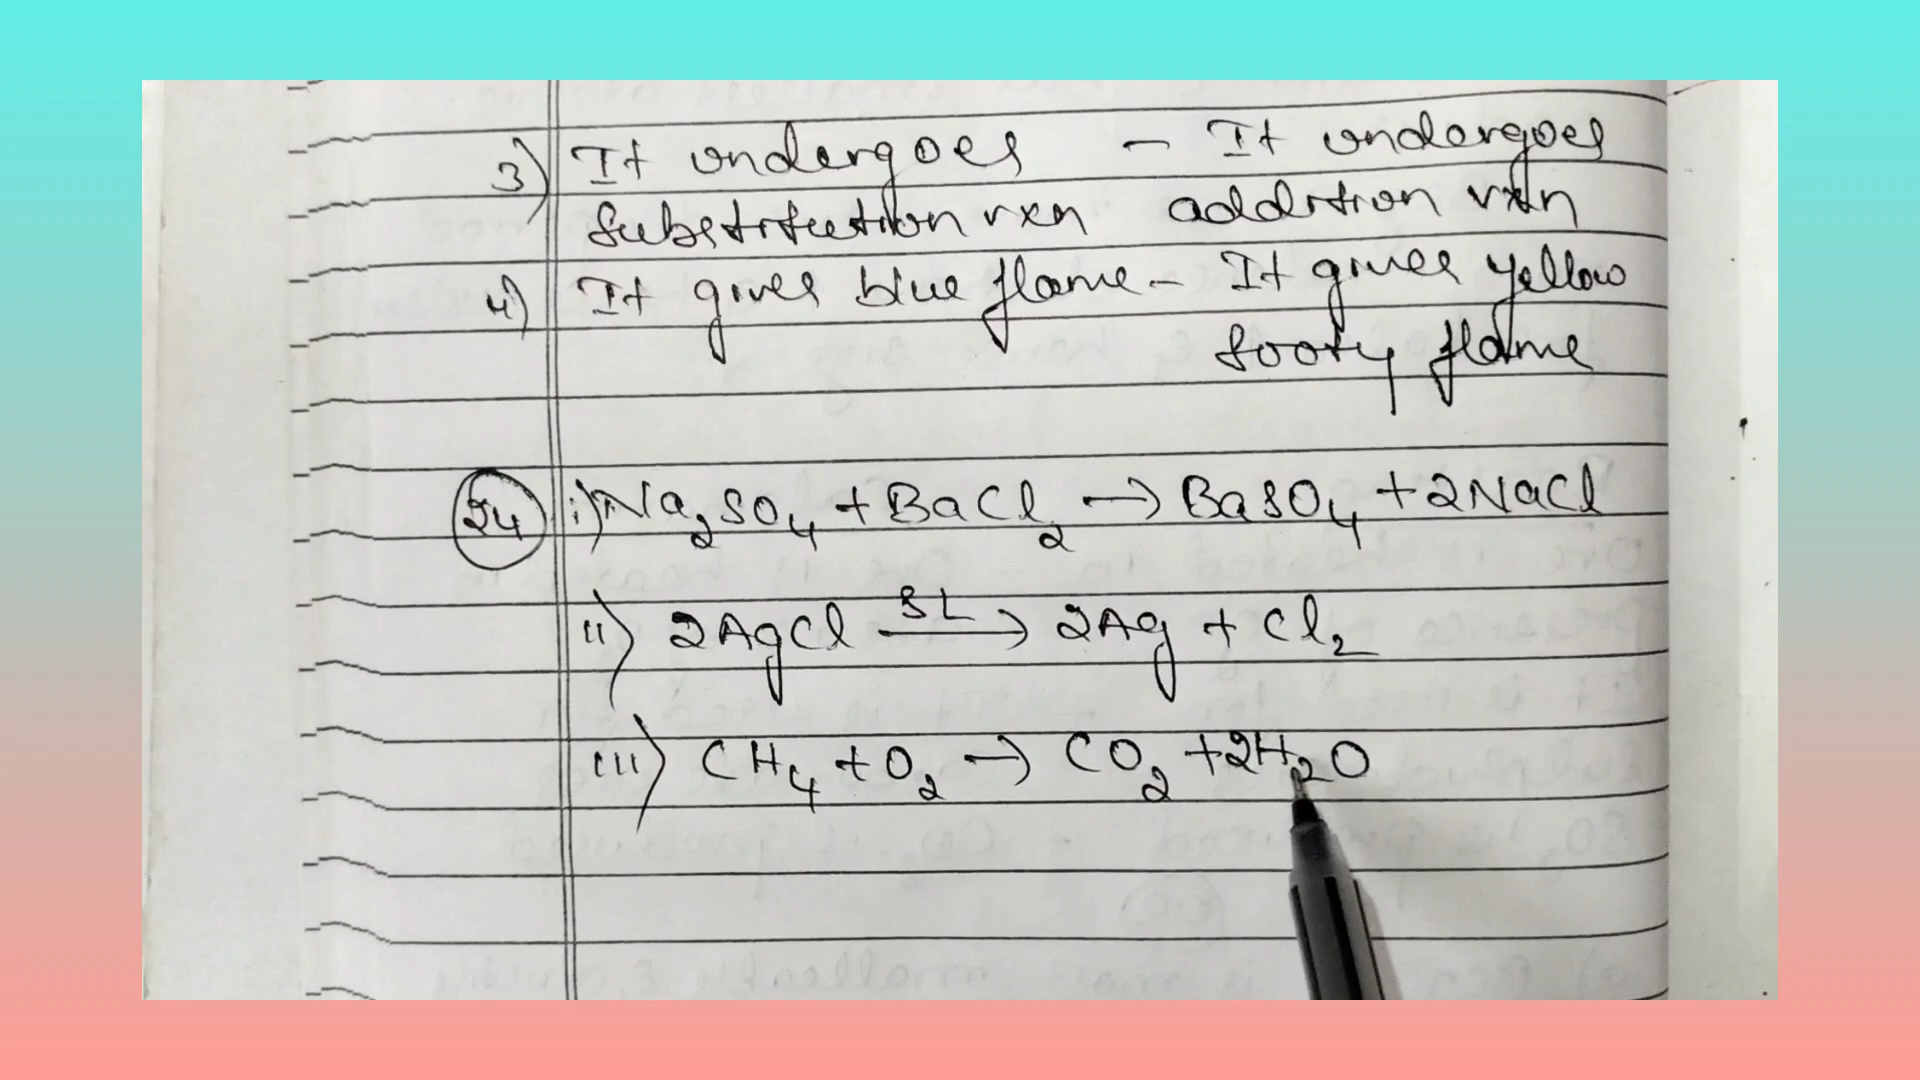 3) It undergoes - It undergoes
substitution rxn addition rxn
4) It gives blue flame - It gives yellow
sooty flame
24 i) Na₂SO₄ + BaCl₂ → BaSO₄ + 2NaCl
ii) 2AgCl SL→ 2Ag + Cl₂
iii) CH₄ + O₂ → CO₂ + 2H₂O